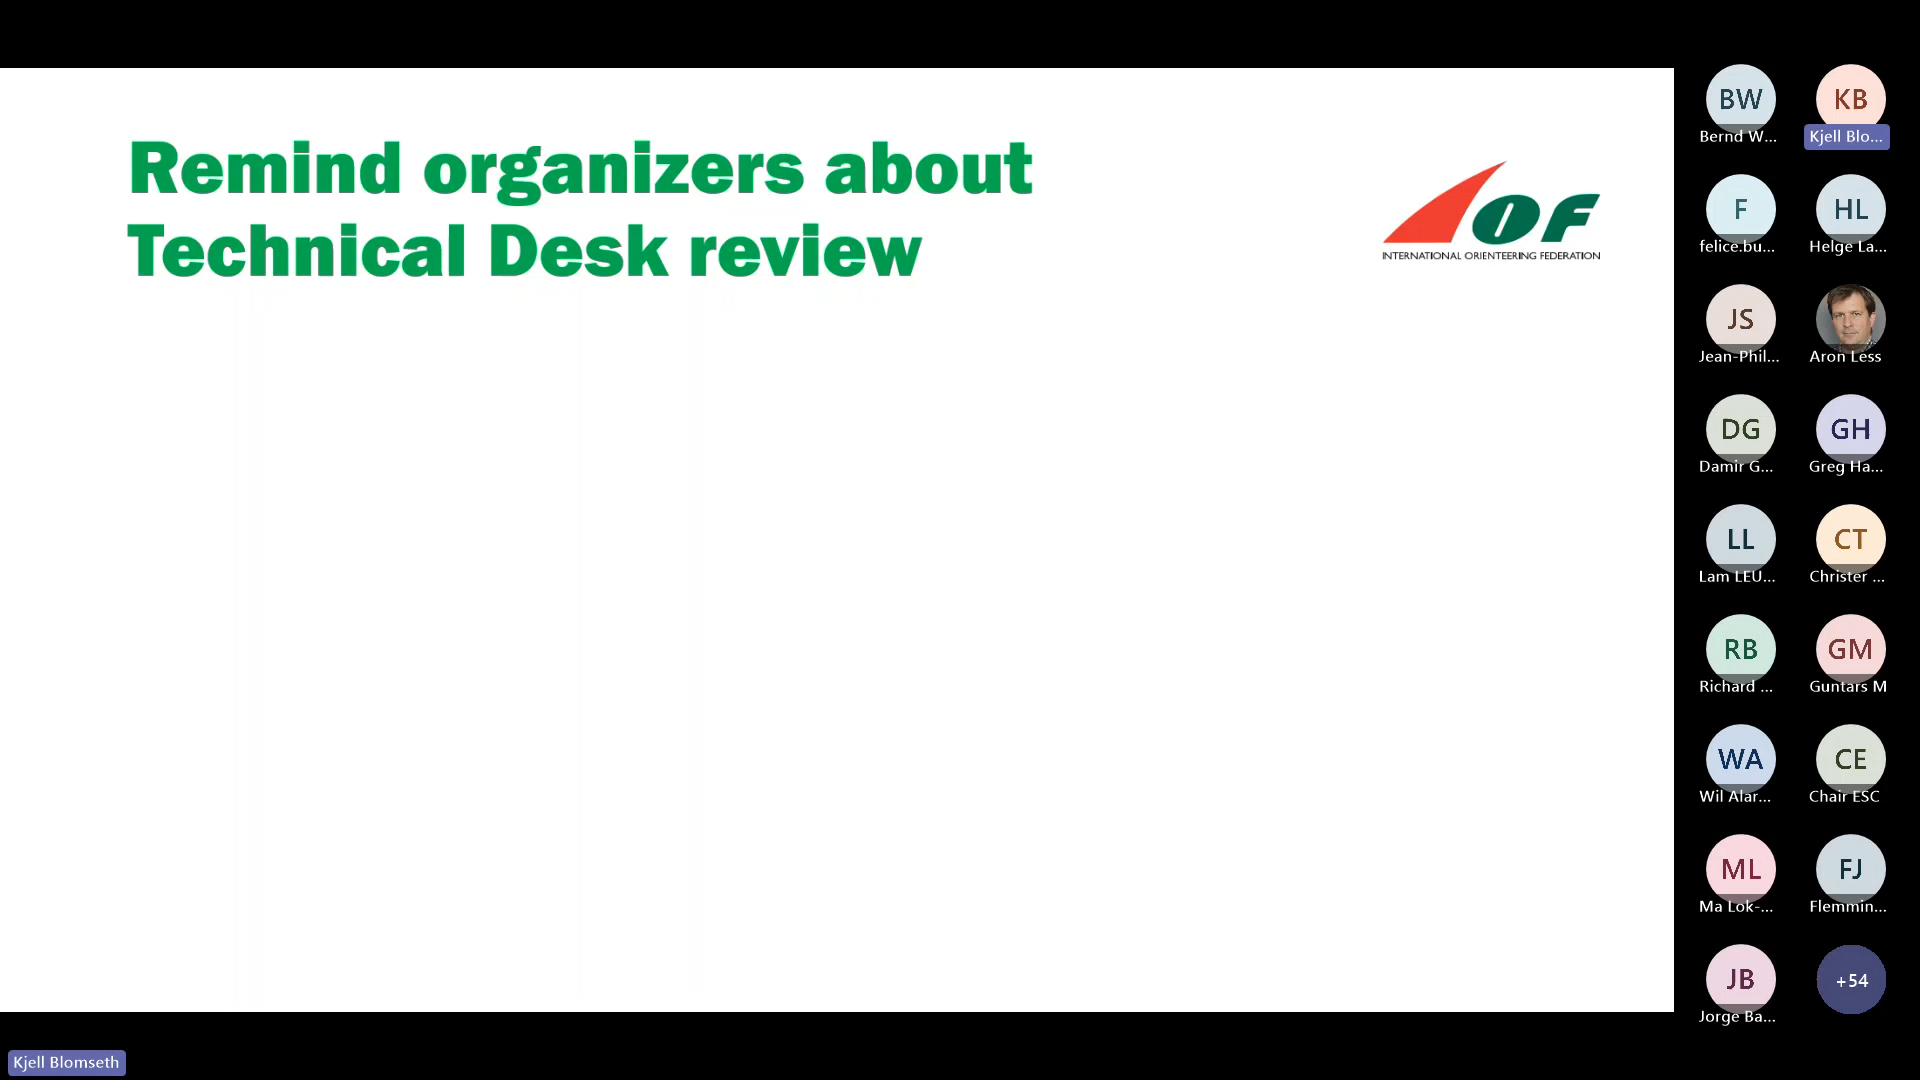 Remind organizers about
Technical Desk review
IOF
INTERNATIONAL ORIENTEERING FEDERATION
BW
Bernd W...
KB
Kjell Blo...
F
felice.bu...
HL
Helge La...
JS
Jean-Phil...
Aron Less
DG
Damir G...
GH
Greg Ha...
LL
Lam LEU...
CT
Christer ...
RB
Richard ...
GM
Guntars M
WA
Wil Alar...
CE
Chair ESC
ML
Ma Lok-...
FJ
Flemmin...
JB
Jorge Ba...
+54
Kjell Blomseth